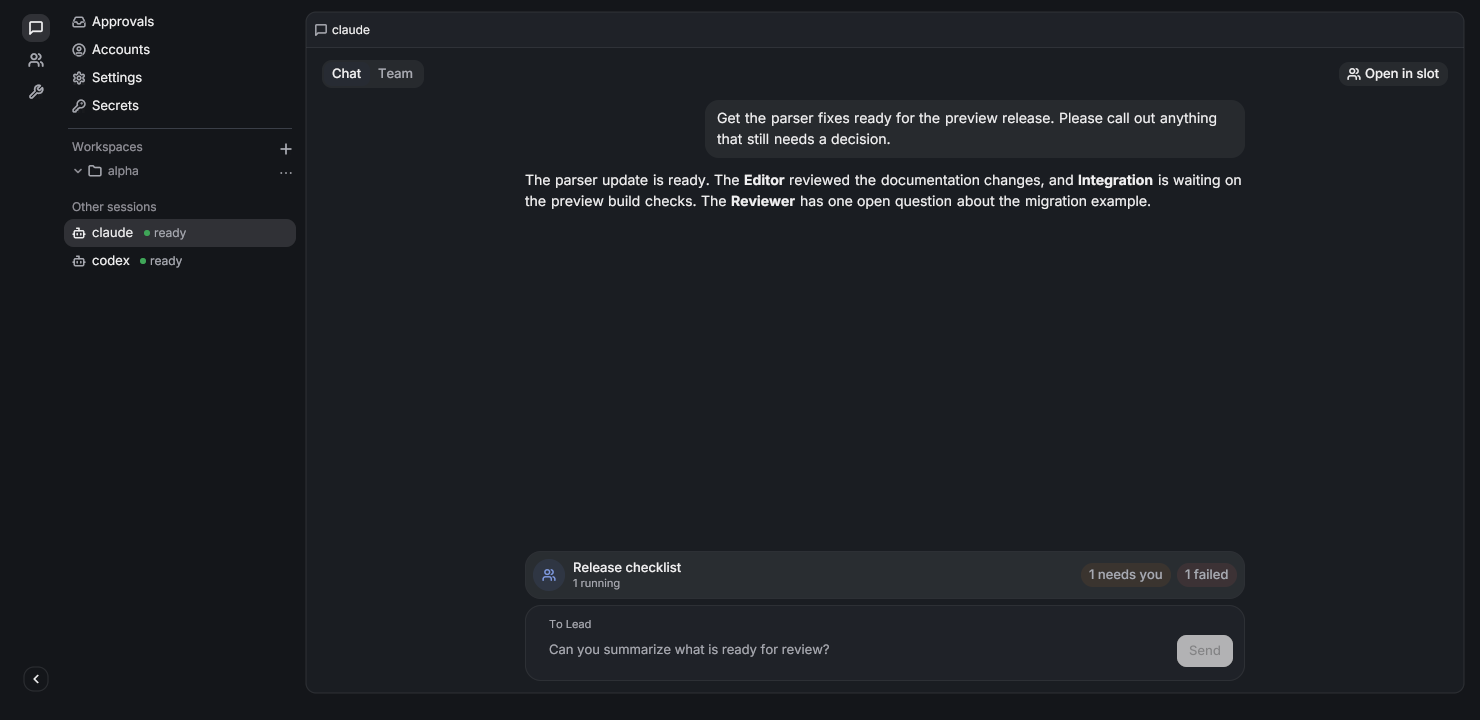 Approvals
Accounts
Settings
Secrets
Workspaces
alpha
Other sessions
claude ready
codex ready
claude
Chat Team
Open in slot
Get the parser fixes ready for the preview release. Please call out anything
that still needs a decision.
The parser update is ready. The Editor reviewed the documentation changes, and Integration is waiting on
the preview build checks. The Reviewer has one open question about the migration example.
Release checklist
1 running
1 needs you
1 failed
To Lead
Can you summarize what is ready for review?
Send